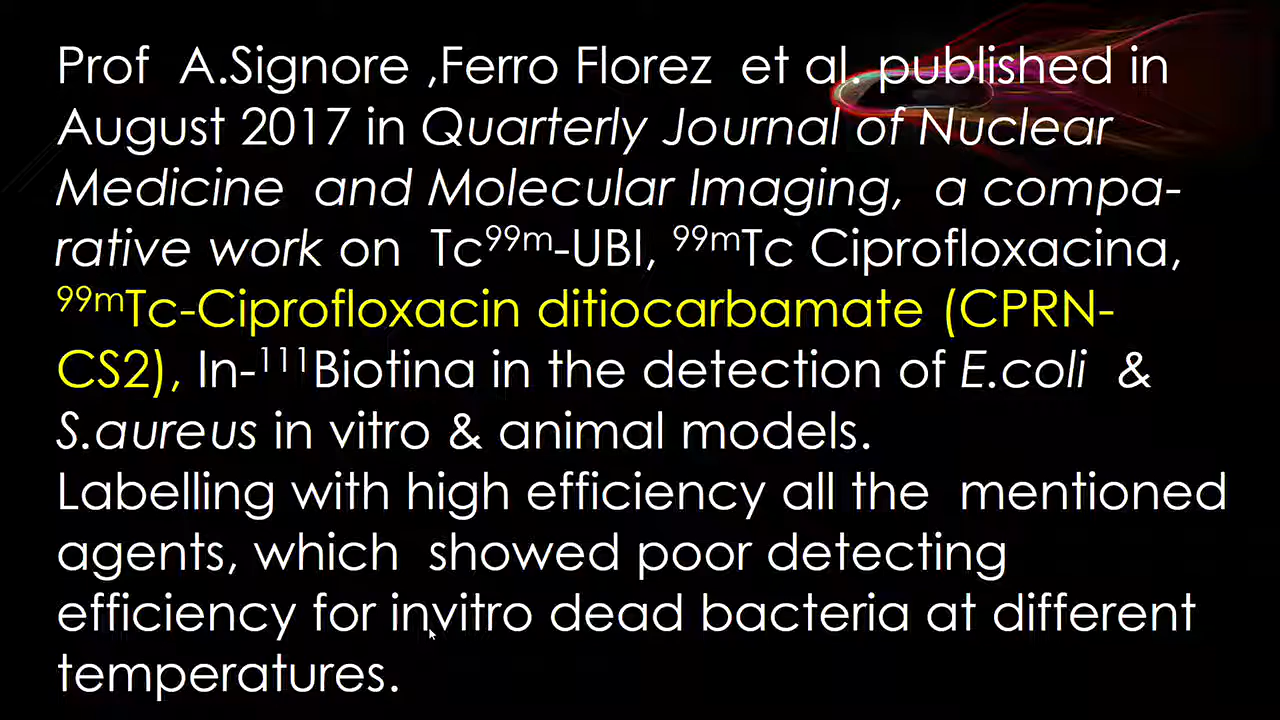 Prof A.Signore ,Ferro Florez et al. published in
August 2017 in Quarterly Journal of Nuclear
Medicine and Molecular Imaging, a compa-
rative work on Tc⁹⁹ᵐ-UBI, ⁹⁹ᵐTc Ciprofloxacina,
⁹⁹ᵐTc-Ciprofloxacin ditiocarbamate (CPRN-
CS2), In-¹¹¹Biotina in the detection of E.coli &
S.aureus in vitro & animal models.
Labelling with high efficiency all the mentioned
agents, which showed poor detecting
efficiency for invitro dead bacteria at different
temperatures.